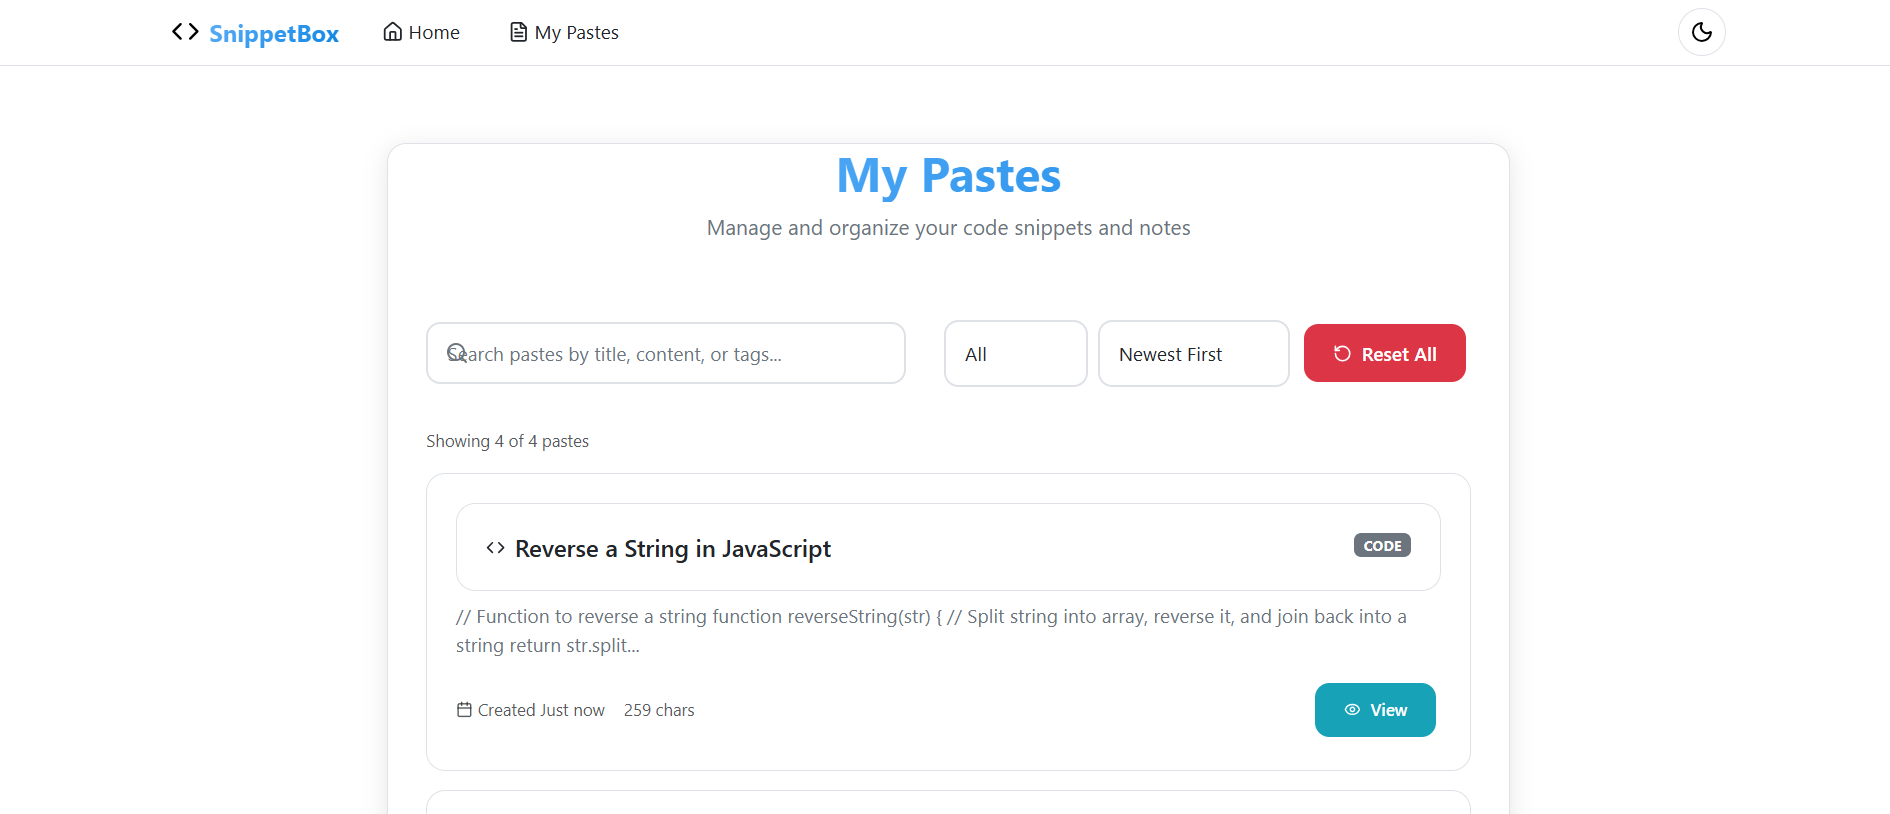 SnippetBox Home My Pastes
My Pastes
Manage and organize your code snippets and notes
Search pastes by title, content, or tags... All Newest First Reset All
Showing 4 of 4 pastes
Reverse a String in JavaScript CODE
// Function to reverse a string function reverseString(str) { // Split string into array, reverse it, and join back into a
string return str.split...
Created Just now 259 chars View